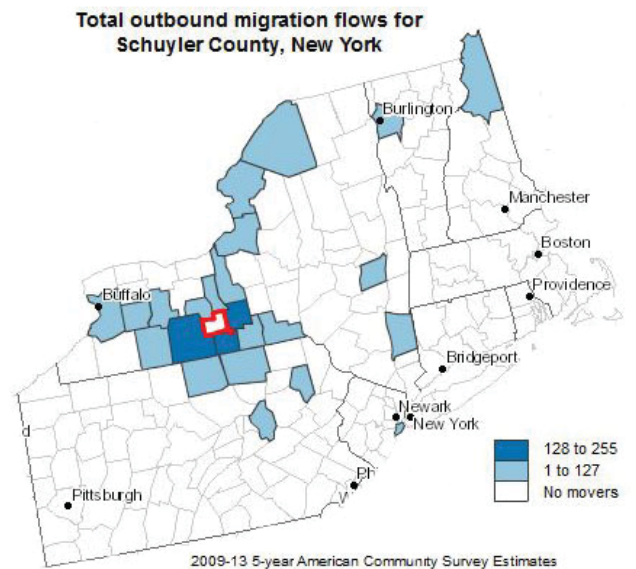 Total outbound migration flows for
Schuyler County, New York
Burlington
Manchester
Boston
Buffalo
Providence
Bridgeport
Newark
New York
d
128 to 255
1 to 127
Ph
No movers
Pittsburgh
2009-13 5-year American Community Survey Estimates